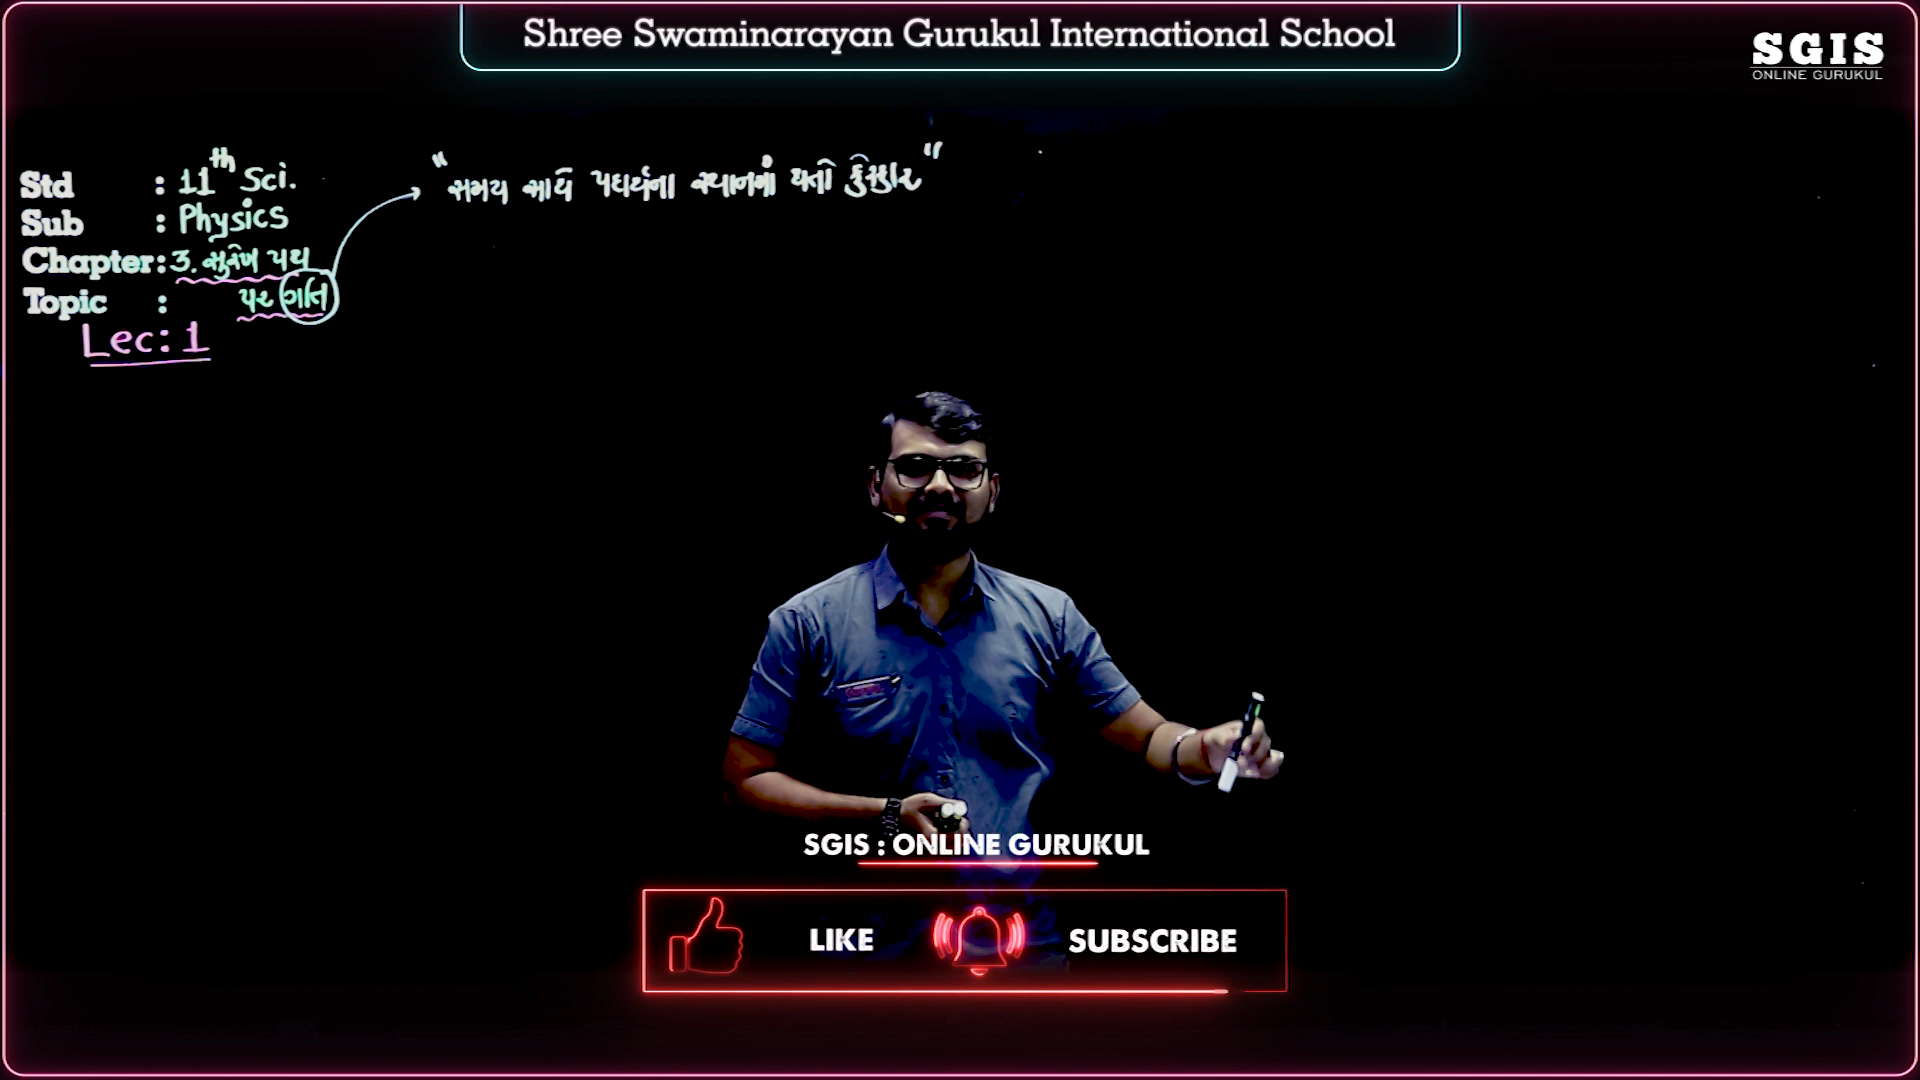 Shree Swaminarayan Gurukul International School
SGIS
ONLINE GURUKUL
Std : 11th Sci.
Sub : Physics
Chapter : 3. સુરેખ પથ
Topic : પર ગતિ
Lec: 1
"સમય સાથે પદાર્થના સ્થાનમાં થતો ફેરફાર"
SGIS : ONLINE GURUKUL
LIKE SUBSCRIBE